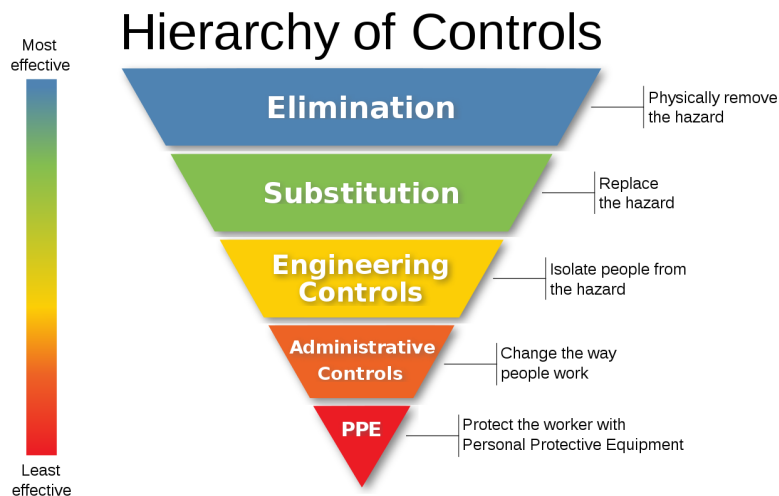 Hierarchy of Controls
Most
effective
Elimination
Physically remove
the hazard
Substitution
Replace
the hazard
Engineering
Controls
Isolate people from
the hazard
Administrative
Controls
Change the way
people work
PPE
Protect the worker with
Personal Protective Equipment
Least
effective